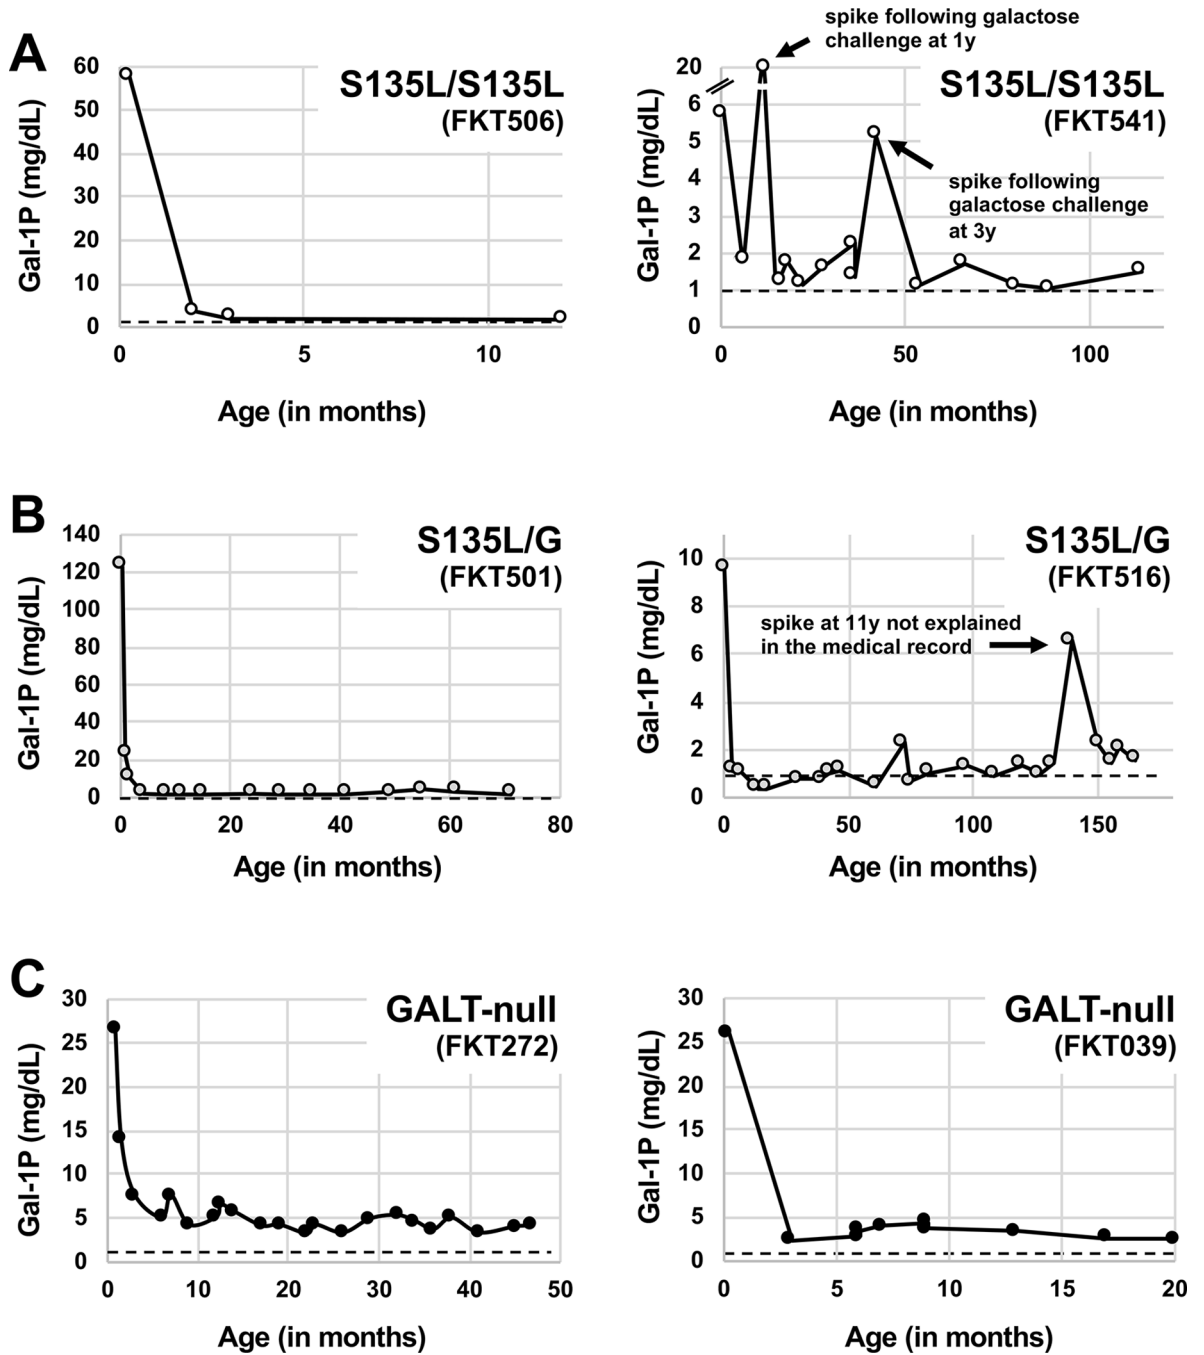 spike following galactose
challenge at 1y
A
S135L/S135L
(FKT506)
Gal-1P (mg/dL)
60
50
40
30
20
10
0
0 5 10
Age (in months)
S135L/S135L
(FKT541)
Gal-1P (mg/dL)
20
6
5
4
3
2
1
0
spike following
galactose challenge
at 3y
0 50 100
Age (in months)
B
S135L/G
(FKT501)
Gal-1P (mg/dL)
140
120
100
80
60
40
20
0
0 20 40 60 80
Age (in months)
S135L/G
(FKT516)
Gal-1P (mg/dL)
10
8
6
4
2
0
spike at 11y not explained
in the medical record
0 50 100 150
Age (in months)
C
GALT-null
(FKT272)
Gal-1P (mg/dL)
30
25
20
15
10
5
0
0 10 20 30 40 50
Age (in months)
GALT-null
(FKT039)
Gal-1P (mg/dL)
30
25
20
15
10
5
0
0 5 10 15 20
Age (in months)